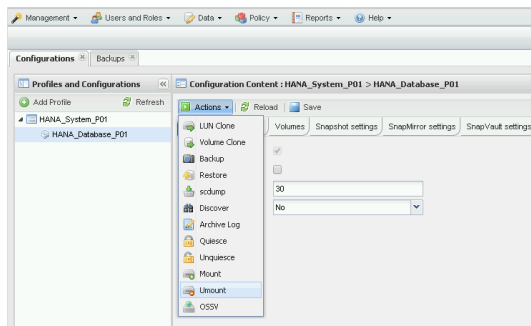 Management Users and Roles Data Policy Reports Help
Configurations Backups
Profiles and Configurations
Configuration Content : HANA_System_P01 > HANA_Database_P01
Add Profile Refresh
Actions Reload Save
HANA_System_P01
HANA_Database_P01
Volumes Snapshot settings SnapMirror settings SnapVault settings
LUN Clone
Volume Clone
Backup
Restore
scdump
Discover
Archive Log
Quiesce
Unquiesce
Mount
Umount
OSSV
30
No